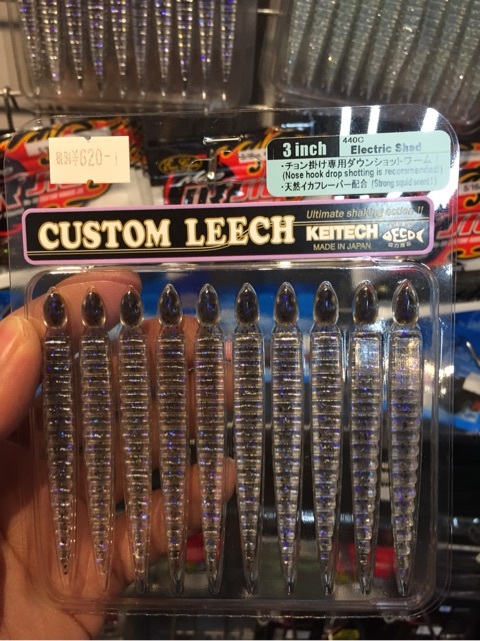 税別¥620-
3 inch
440C
Electric Shad
・チョン掛け専用ダウンショットワーム
(Nose hook drop shotting is recommended!)
・天然イカフレーバー配合 (Strong squid scent!)
Ultimate shaking action!!
CUSTOM LEECH
KEITECH
MADE IN JAPAN